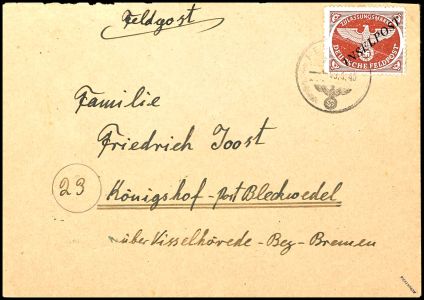 Feldpost
ZULASSUNGSMARKE
INSELPOST
DEUTSCHE FELDPOST
Familie
Friedrich Joost
23
Königshof - post Bleckwedel
über Visselhövede - Bez - Bremen